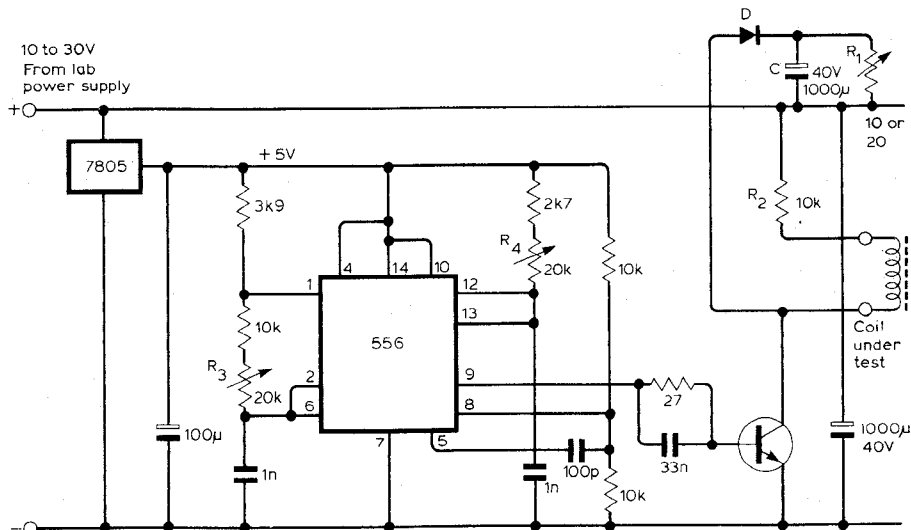 10 to 30V
From lab
power supply
+
7805
+ 5V
3k9
10k
R3
20k
1n
100µ
4
14
10
1
12
13
556
2
6
9
8
7
5
2k7
R4
20k
10k
1n
100p
10k
27
33n
D
C
40V
1000µ
R1
10 or
20
R2
10k
Coil
under
test
1000µ
40V
−